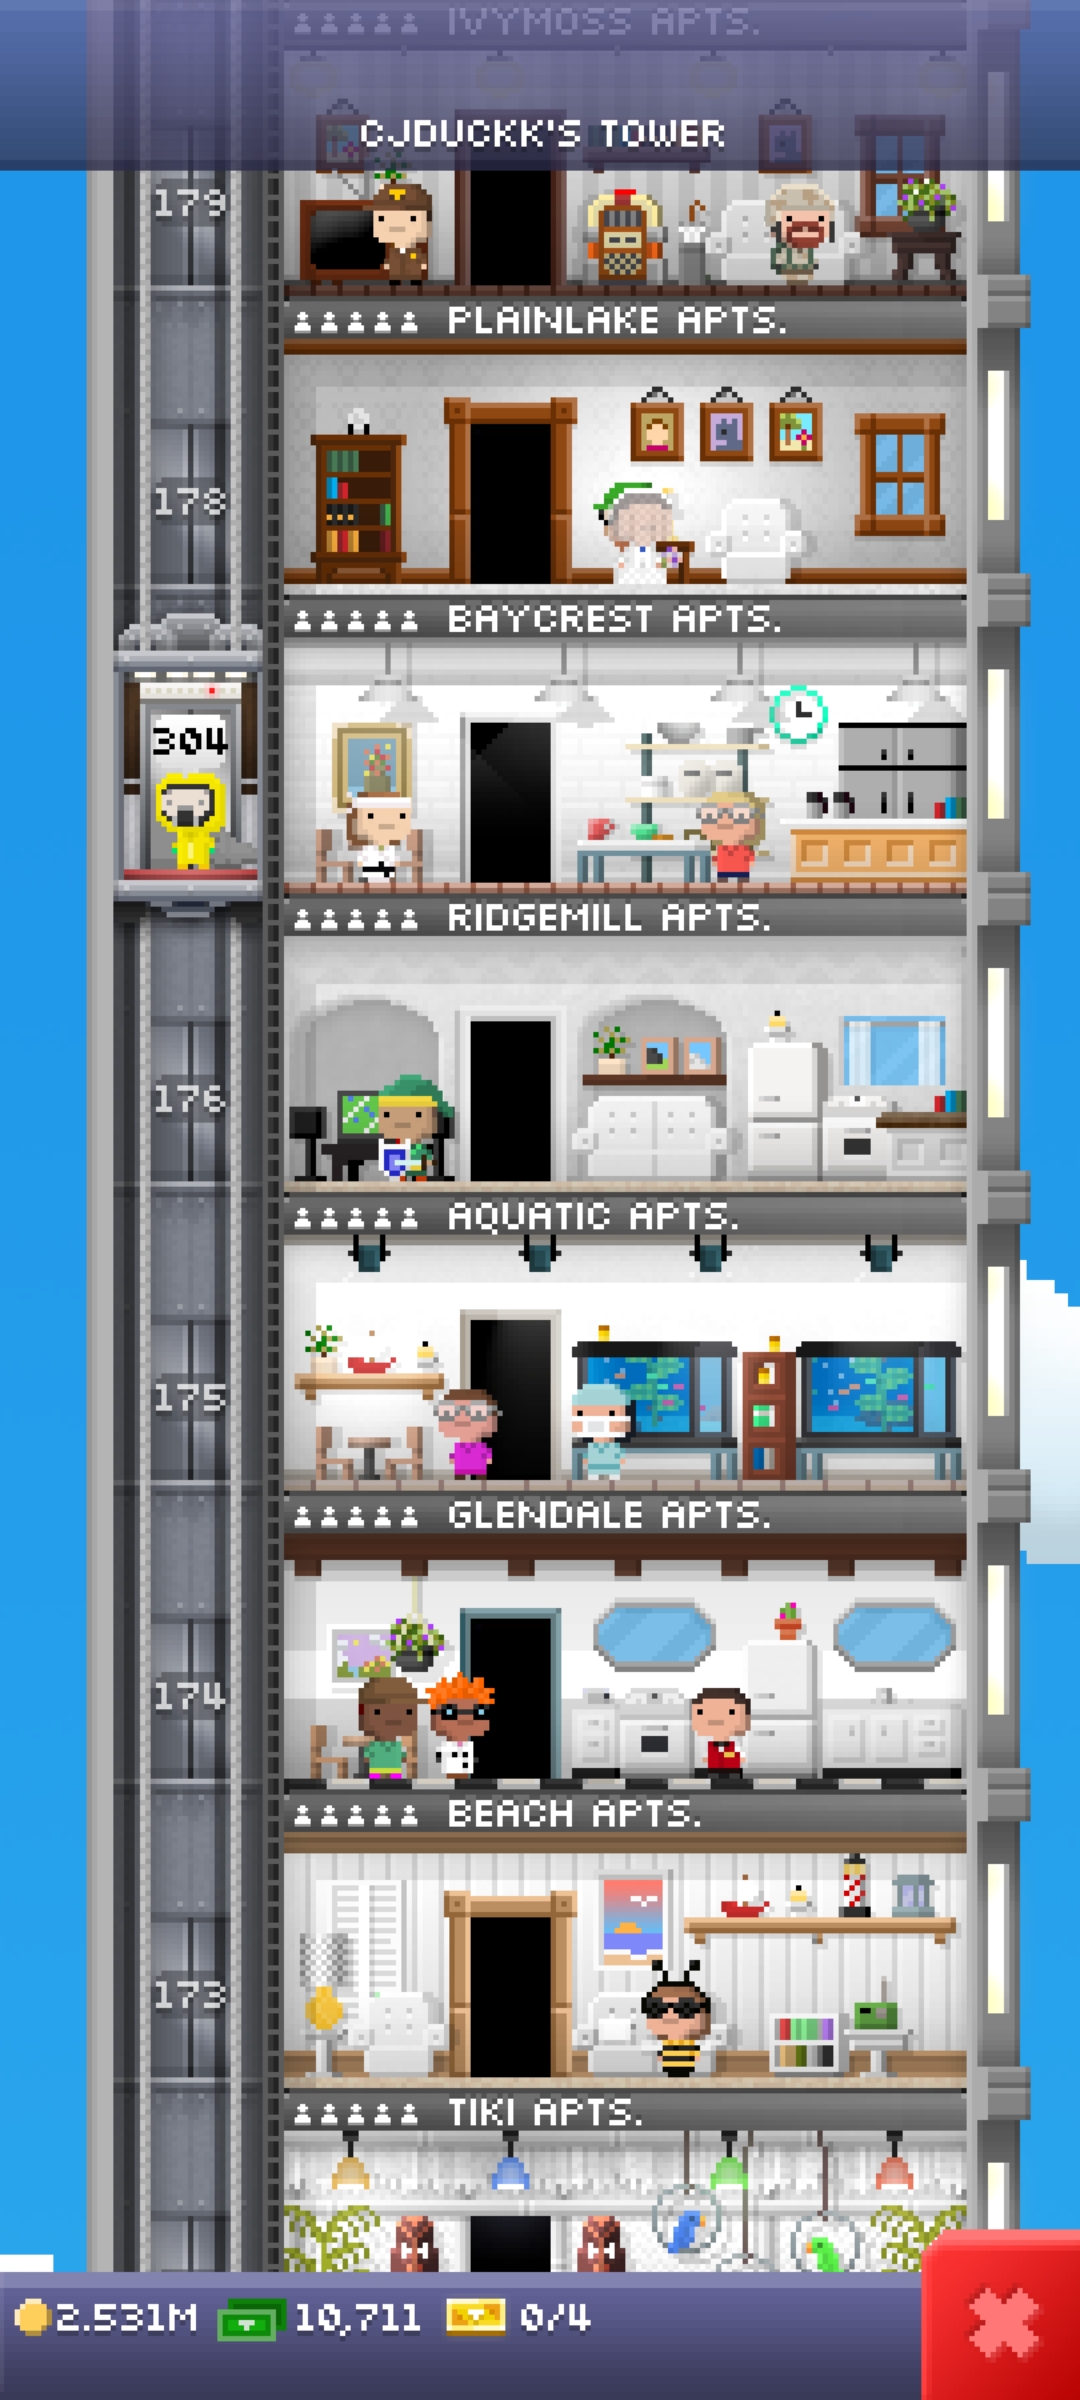 IVYMOSS APTS.
CJDUCKK'S TOWER
179
PLAINLAKE APTS.
178
BAYCREST APTS.
304
RIDGEMILL APTS.
176
AQUATIC APTS.
175
GLENDALE APTS.
174
BEACH APTS.
173
TIKI APTS.
2.531M 10,711 0/4